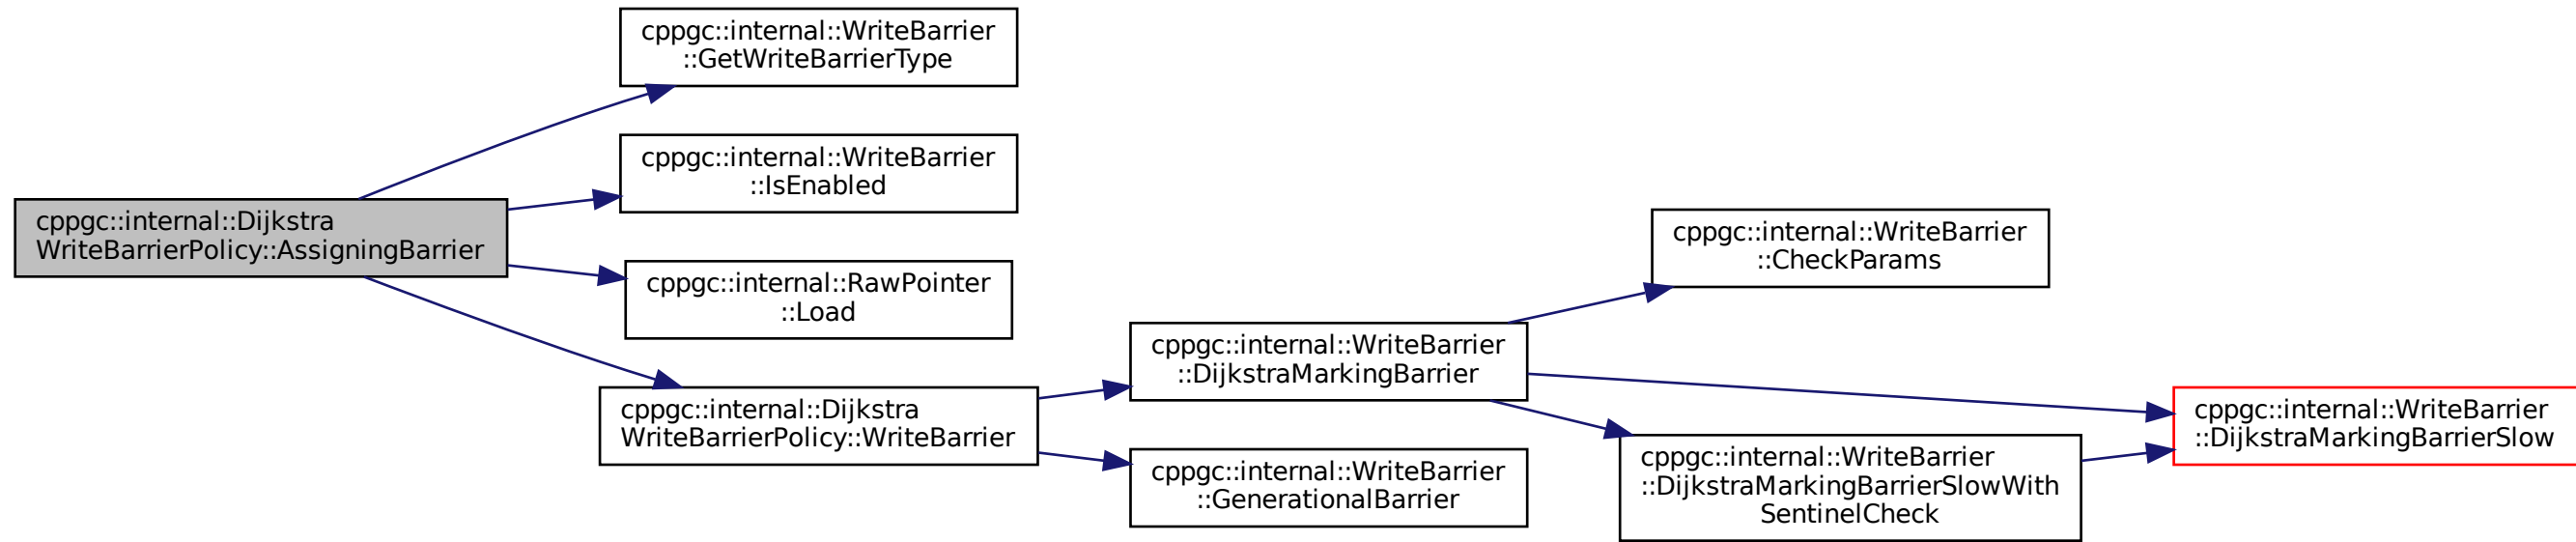 cppgc::internal::Dijkstra
WriteBarrierPolicy::AssigningBarrier
cppgc::internal::WriteBarrier
::GetWriteBarrierType
cppgc::internal::WriteBarrier
::IsEnabled
cppgc::internal::RawPointer
::Load
cppgc::internal::Dijkstra
WriteBarrierPolicy::WriteBarrier
cppgc::internal::WriteBarrier
::DijkstraMarkingBarrier
cppgc::internal::WriteBarrier
::GenerationalBarrier
cppgc::internal::WriteBarrier
::CheckParams
cppgc::internal::WriteBarrier
::DijkstraMarkingBarrierSlowWith
SentinelCheck
cppgc::internal::WriteBarrier
::DijkstraMarkingBarrierSlow